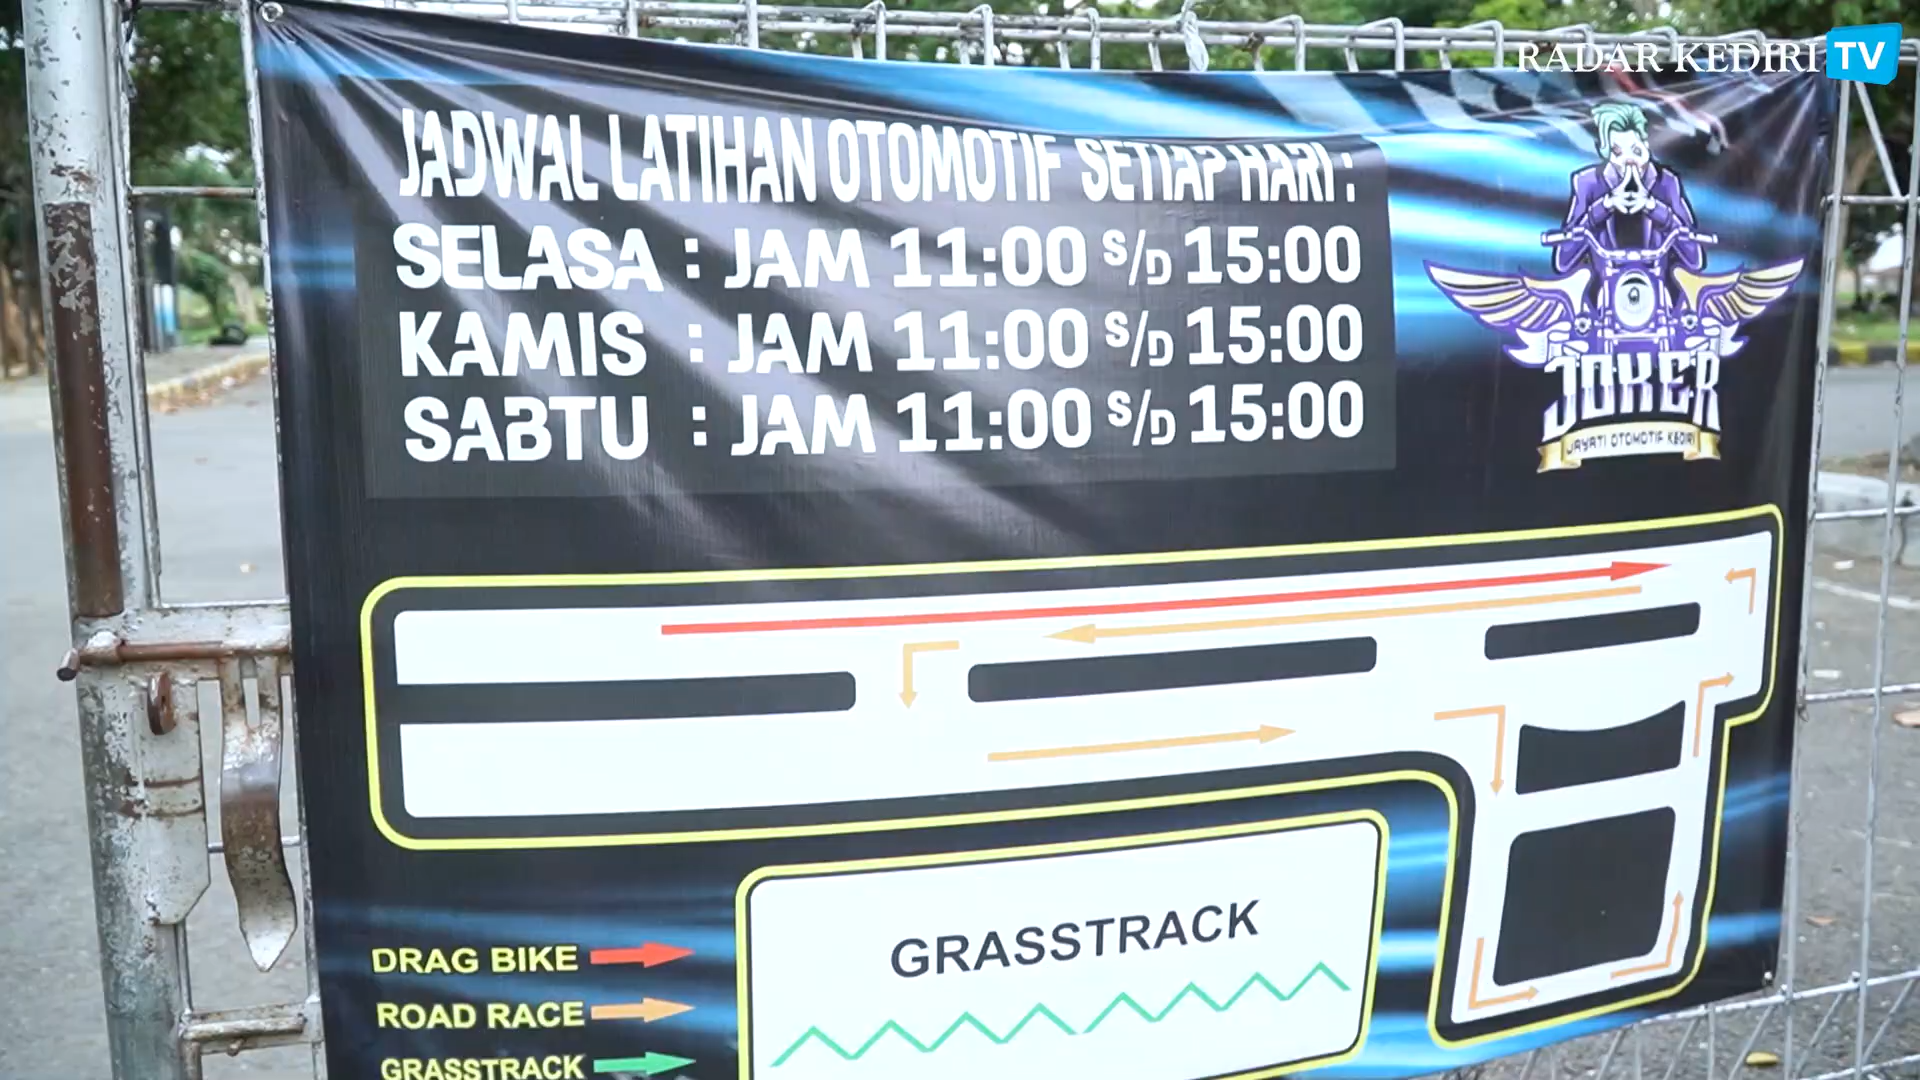 RADAR KEDIRI TV
JADWAL LATIHAN OTOMOTIF SETIAP HARI :
SELASA : JAM 11:00 S/D 15:00
KAMIS : JAM 11:00 S/D 15:00
SABTU : JAM 11:00 S/D 15:00
JOKER
JAYATI OTOMOTIF KEDIRI
GRASSTRACK
DRAG BIKE
ROAD RACE
GRASSTRACK